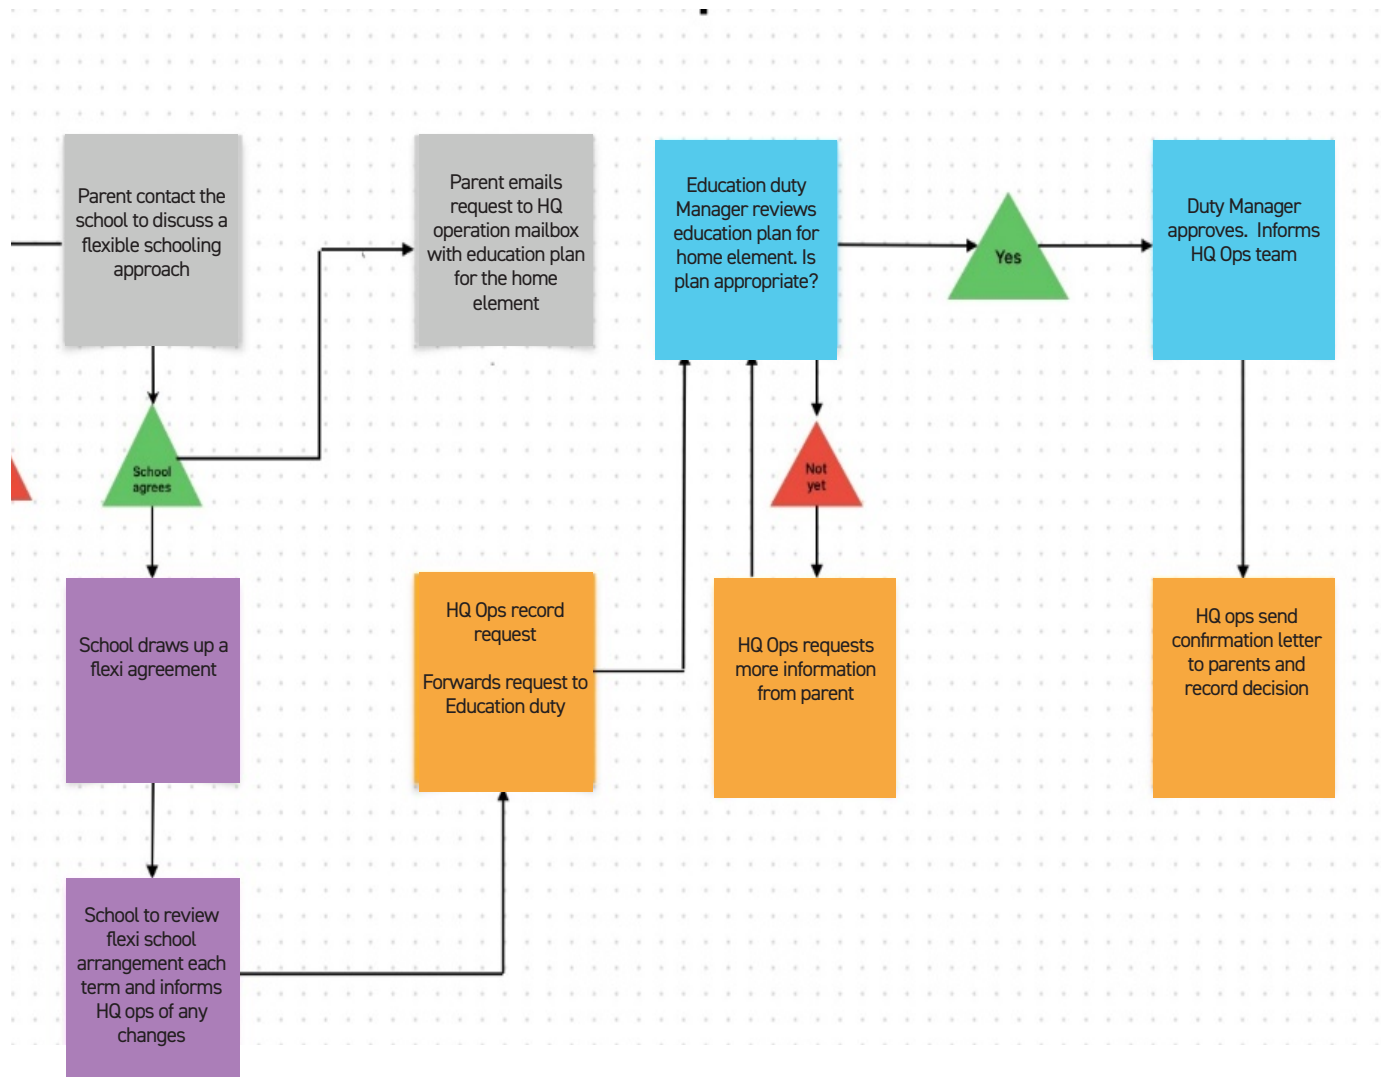 Parent contact the
school to discuss a
flexible schooling
approach
Parent emails
request to HQ
operation mailbox
with education plan
for the home
element
Education duty
Manager reviews
education plan for
home element. Is
plan appropriate?
Yes
Duty Manager
approves. Informs
HQ Ops team
School
agrees
Not
yet
School draws up a
flexi agreement
HQ Ops record
request
Forwards request to
Education duty
HQ Ops requests
more information
from parent
HQ ops send
confirmation letter
to parents and
record decision
School to review
flexi school
arrangement each
term and informs
HQ ops of any
changes